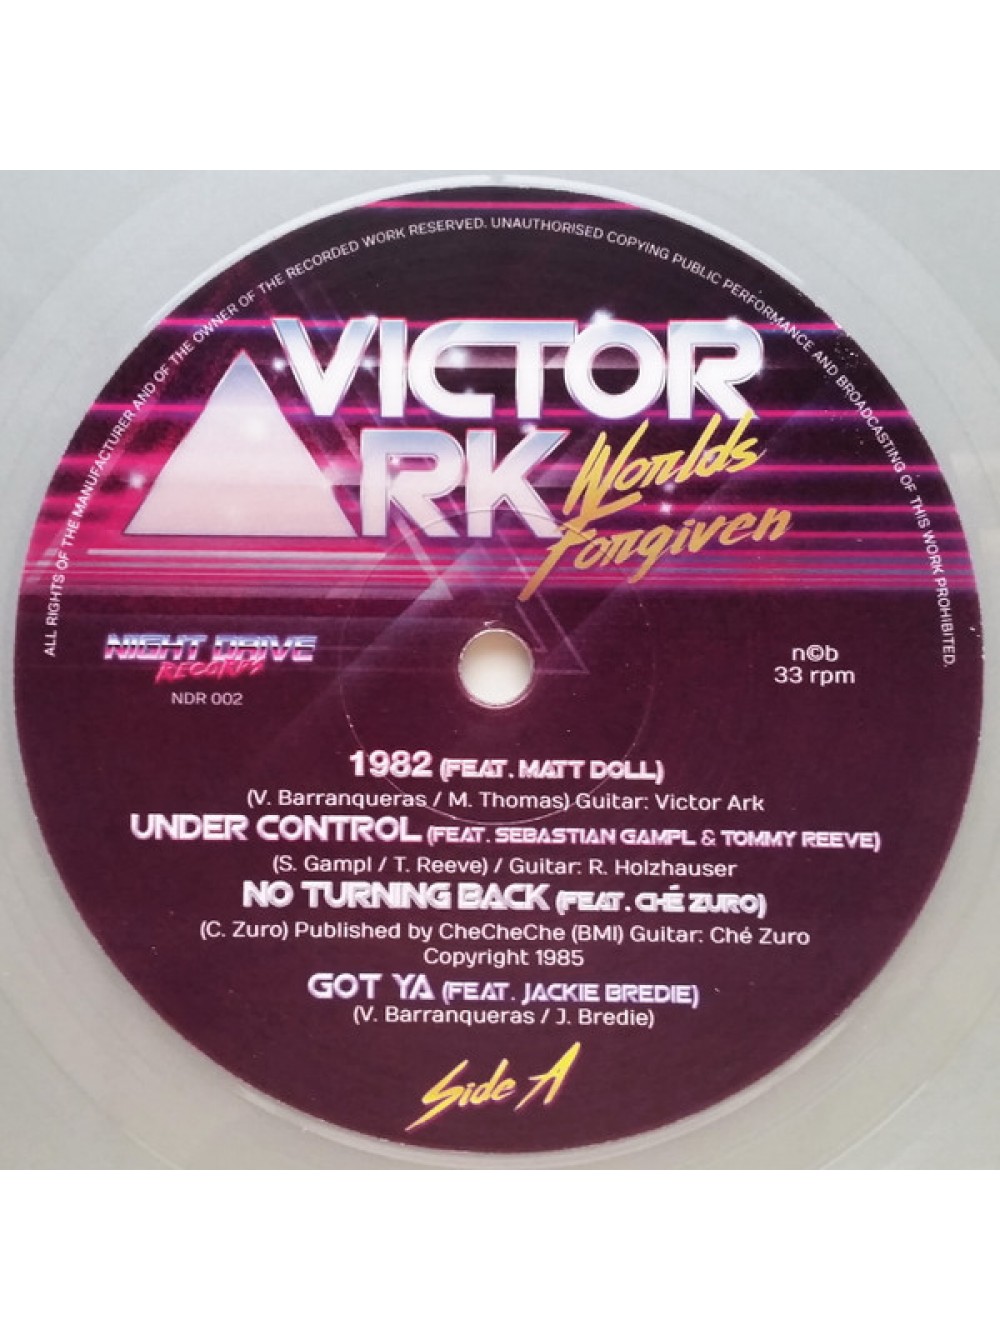 ALL RIGHTS OF THE MANUFACTURER AND OF THE OWNER OF THE RECORDED WORK RESERVED. UNAUTHORISED COPYING PUBLIC PERFORMANCE AND BROADCASTING OF THIS WORK PROHIBITED.
VICTOR
ARK
Worlds
Forgiven
NIGHT DRIVE
RECORDS
NDR 002
n©b
33 rpm
1982 (FEAT. MATT DOLL)
(V. Barranqueras / M. Thomas) Guitar: Victor Ark
UNDER CONTROL (FEAT. SEBASTIAN GAMPL & TOMMY REEVE)
(S. Gampl / T. Reeve) / Guitar: R. Holzhauser
NO TURNING BACK (FEAT. CHÉ ZURO)
(C. Zuro) Published by CheCheChe (BMI) Guitar: Ché Zuro
Copyright 1985
GOT YA (FEAT. JACKIE BREDIE)
(V. Barranqueras / J. Bredie)
Side A